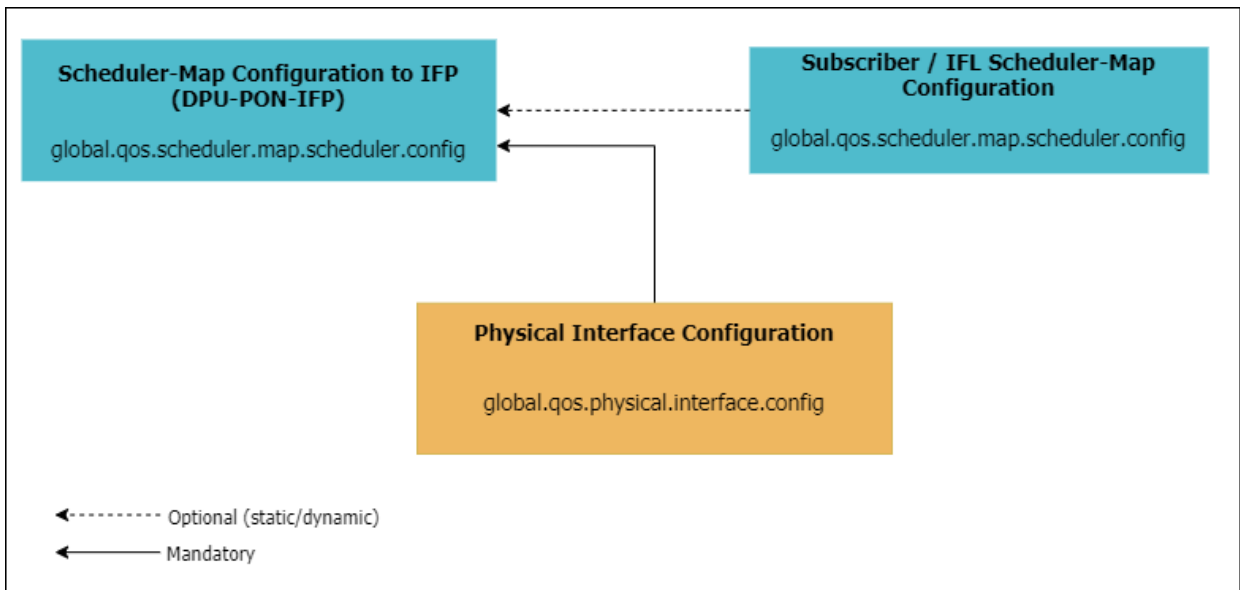 Scheduler-Map Configuration to IFP
(DPU-PON-IFP)
global.qos.scheduler.map.scheduler.config
Subscriber / IFL Scheduler-Map
Configuration
global.qos.scheduler.map.scheduler.config
Physical Interface Configuration
global.qos.physical.interface.config
Optional (static/dynamic)
Mandatory